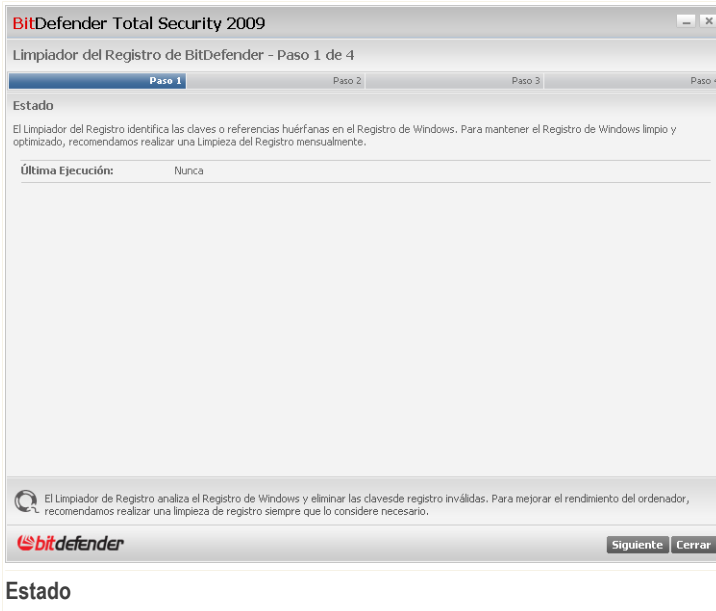 BitDefender Total Security 2009
Limpiador del Registro de BitDefender - Paso 1 de 4
Paso 1 Paso 2 Paso 3 Paso 4
Estado
El Limpiador del Registro identifica las claves o referencias huérfanas en el Registro de Windows. Para mantener el Registro de Windows limpio y
optimizado, recomendamos realizar una Limpieza del Registro mensualmente.
Última Ejecución: Nunca
El Limpiador de Registro analiza el Registro de Windows y eliminar las clavesde registro inválidas. Para mejorar el rendimiento del ordenador,
recomendamos realizar una limpieza de registro siempre que lo considere necesario.
bitdefender
Siguiente Cerrar
Estado